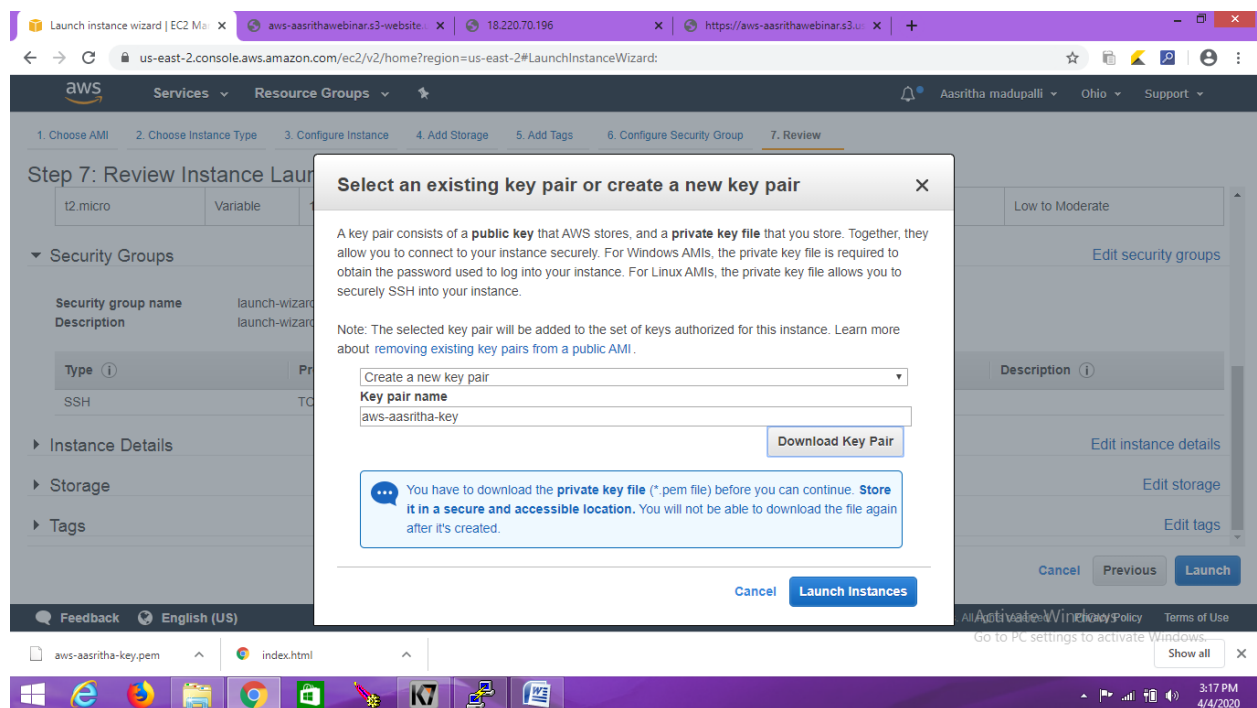 Launch instance wizard | EC2 Ma
aws-aasrithawebinar.s3-website.
18.220.70.196
https://aws-aasrithawebinar.s3.us
us-east-2.console.aws.amazon.com/ec2/v2/home?region=us-east-2#LaunchInstanceWizard:
aws Services Resource Groups Aasritha madupalli Ohio Support
1. Choose AMI 2. Choose Instance Type 3. Configure Instance 4. Add Storage 5. Add Tags 6. Configure Security Group 7. Review
Step 7: Review Instance Laun
Select an existing key pair or create a new key pair
t2.micro Variable 1 Low to Moderate
A key pair consists of a public key that AWS stores, and a private key file that you store. Together, they
allow you to connect to your instance securely. For Windows AMIs, the private key file is required to
obtain the password used to log into your instance. For Linux AMIs, the private key file allows you to
securely SSH into your instance.
Note: The selected key pair will be added to the set of keys authorized for this instance. Learn more
about removing existing key pairs from a public AMI .
Create a new key pair
Key pair name
aws-aasritha-key
Download Key Pair
You have to download the private key file (*.pem file) before you can continue. Store
it in a secure and accessible location. You will not be able to download the file again
after it's created.
Cancel Launch Instances
Security Groups Edit security groups
Security group name launch-wizard
Description launch-wizard
Type Pr Description
SSH TC
Instance Details Edit instance details
Storage Edit storage
Tags Edit tags
Cancel Previous Launch
Feedback English (US) Privacy Policy Terms of Use
Activate Windows
Go to PC settings to activate Windows.
aws-aasritha-key.pem index.html Show all
K7
3:17 PM
4/4/2020